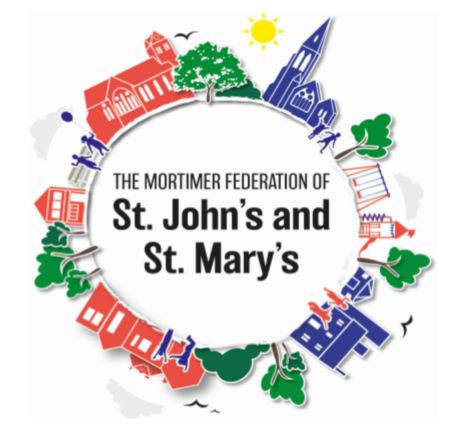 THE MORTIMER FEDERATION OF
St. John's and
St. Mary's